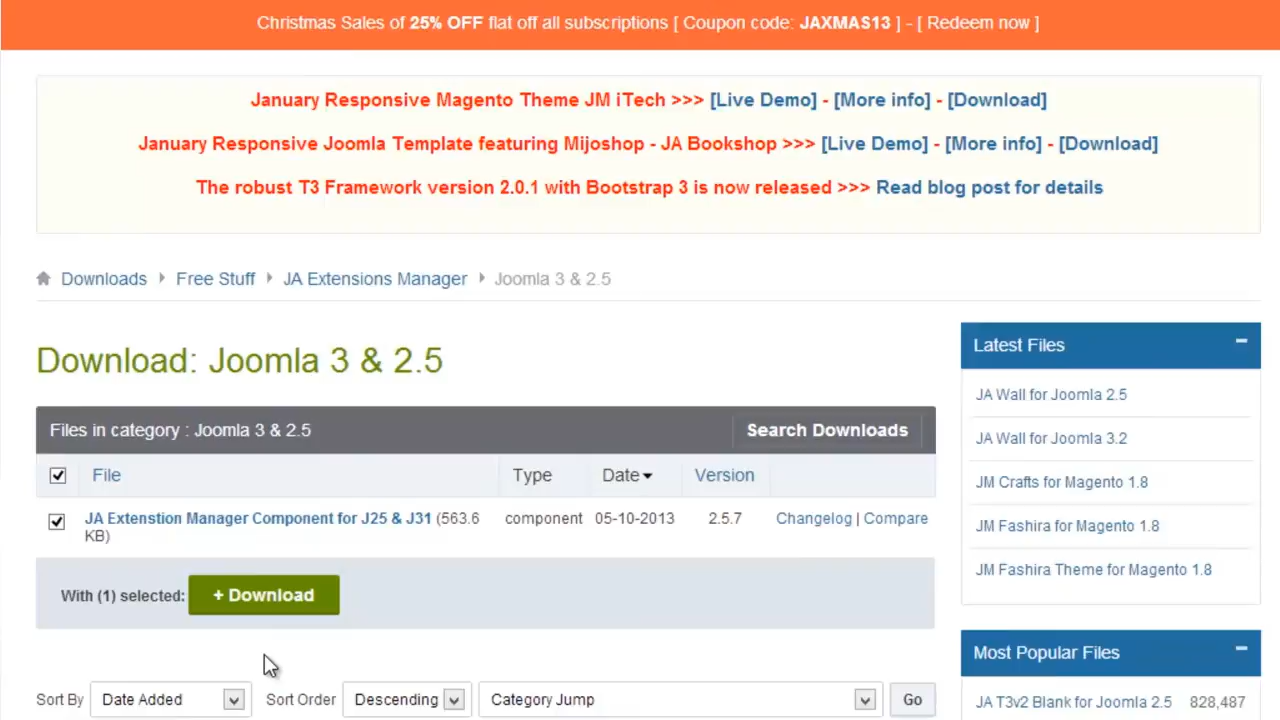 Christmas Sales of 25% OFF flat off all subscriptions [ Coupon code: JAXMAS13 ] - [ Redeem now ]
January Responsive Magento Theme JM iTech >>> [Live Demo] - [More info] - [Download]
January Responsive Joomla Template featuring Mijoshop - JA Bookshop >>> [Live Demo] - [More info] - [Download]
The robust T3 Framework version 2.0.1 with Bootstrap 3 is now released >>> Read blog post for details
Downloads Free Stuff JA Extensions Manager Joomla 3 & 2.5
Download: Joomla 3 & 2.5
Files in category : Joomla 3 & 2.5 Search Downloads
File Type Date Version
JA Extenstion Manager Component for J25 & J31 (563.6 component 05-10-2013 2.5.7 Changelog | Compare
KB)
With (1) selected: + Download
Sort By Date Added Sort Order Descending Category Jump Go
Latest Files
JA Wall for Joomla 2.5
JA Wall for Joomla 3.2
JM Crafts for Magento 1.8
JM Fashira for Magento 1.8
JM Fashira Theme for Magento 1.8
Most Popular Files
JA T3v2 Blank for Joomla 2.5 828,487